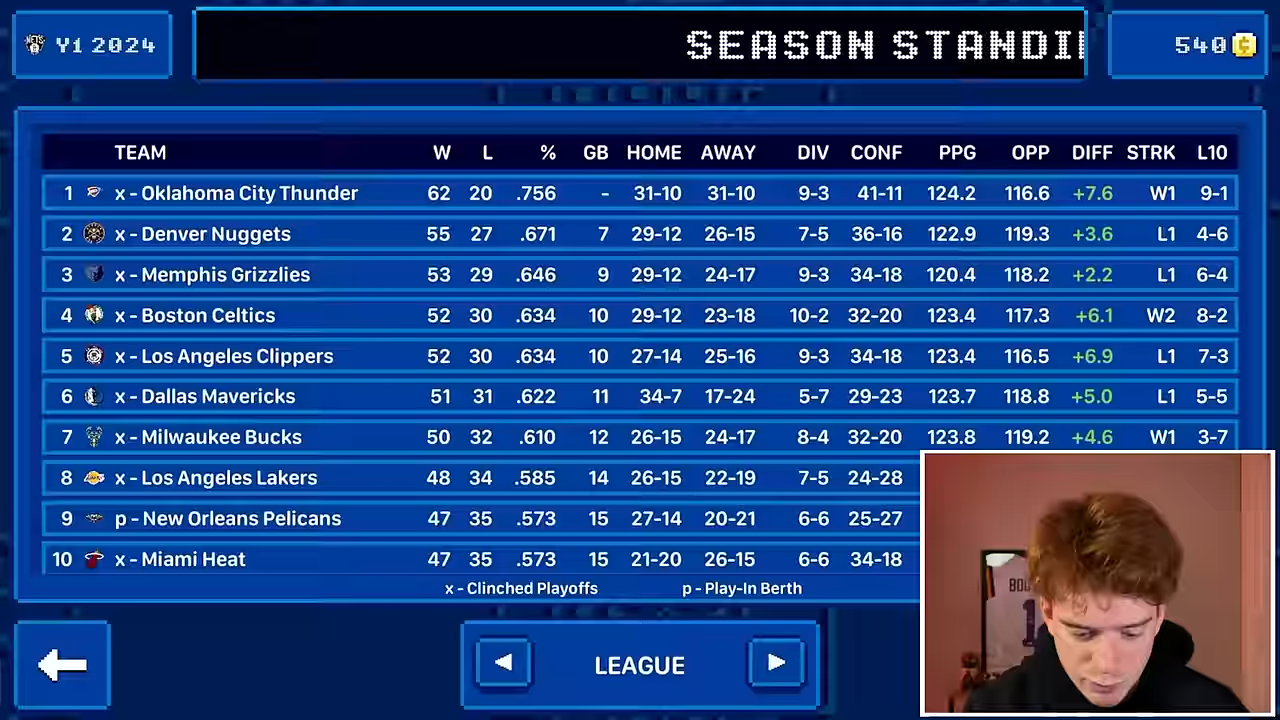 Y1 2024
SEASON STANDI
540
TEAM W L % GB HOME AWAY DIV CONF PPG OPP DIFF STRK L10
1 x - Oklahoma City Thunder 62 20 .756 - 31-10 31-10 9-3 41-11 124.2 116.6 +7.6 W1 9-1
2 x - Denver Nuggets 55 27 .671 7 29-12 26-15 7-5 36-16 122.9 119.3 +3.6 L1 4-6
3 x - Memphis Grizzlies 53 29 .646 9 29-12 24-17 9-3 34-18 120.4 118.2 +2.2 L1 6-4
4 x - Boston Celtics 52 30 .634 10 29-12 23-18 10-2 32-20 123.4 117.3 +6.1 W2 8-2
5 x - Los Angeles Clippers 52 30 .634 10 27-14 25-16 9-3 34-18 123.4 116.5 +6.9 L1 7-3
6 x - Dallas Mavericks 51 31 .622 11 34-7 17-24 5-7 29-23 123.7 118.8 +5.0 L1 5-5
7 x - Milwaukee Bucks 50 32 .610 12 26-15 24-17 8-4 32-20 123.8 119.2 +4.6 W1 3-7
8 x - Los Angeles Lakers 48 34 .585 14 26-15 22-19 7-5 24-28
9 p - New Orleans Pelicans 47 35 .573 15 27-14 20-21 6-6 25-27
10 x - Miami Heat 47 35 .573 15 21-20 26-15 6-6 34-18
x - Clinched Playoffs p - Play-In Berth
LEAGUE